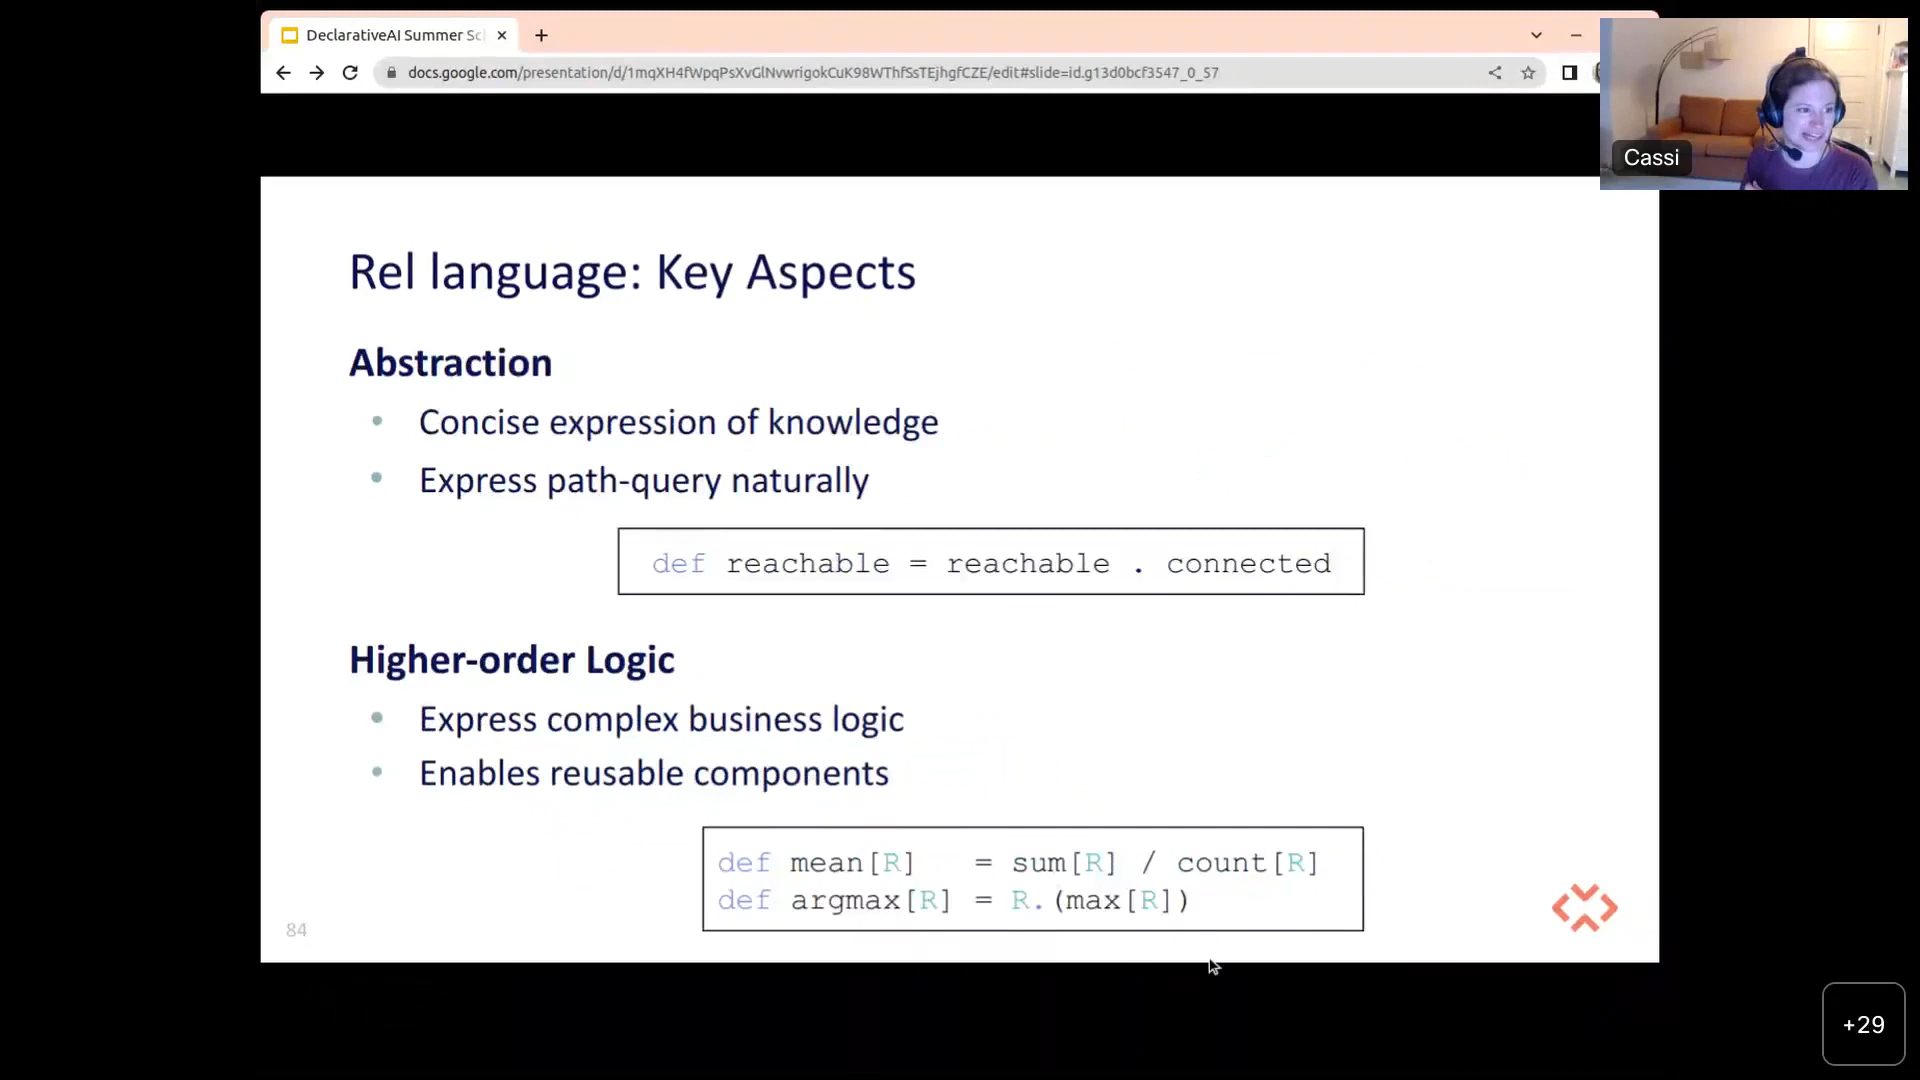 DeclarativeAI Summer Sc
docs.google.com/presentation/d/1mqXH4fWpqPsXvGlNvwrigokCuK98WThfSsTEjhgfCZE/edit#slide=id.g13d0bcf3547_0_57
Cassi
Rel language: Key Aspects
Abstraction
• Concise expression of knowledge
• Express path-query naturally
def reachable = reachable . connected
Higher-order Logic
• Express complex business logic
• Enables reusable components
def mean[R] = sum[R] / count[R]
def argmax[R] = R.(max[R])
84
+29